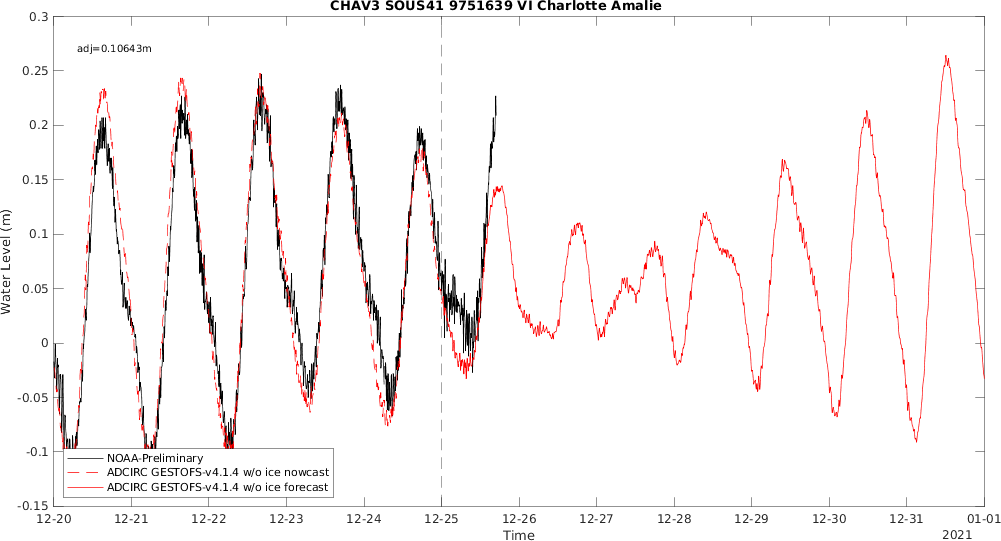 CHAV3 SOUS41 9751639 VI Charlotte Amalie
adj=0.10643m
0.3
0.25
0.2
0.15
0.1
0.05
0
-0.05
-0.1
-0.15
Water Level (m)
NOAA-Preliminary
ADCIRC GESTOFS-v4.1.4 w/o ice nowcast
ADCIRC GESTOFS-v4.1.4 w/o ice forecast
12-20 12-21 12-22 12-23 12-24 12-25 12-26 12-27 12-28 12-29 12-30 12-31 01-01
Time
2021